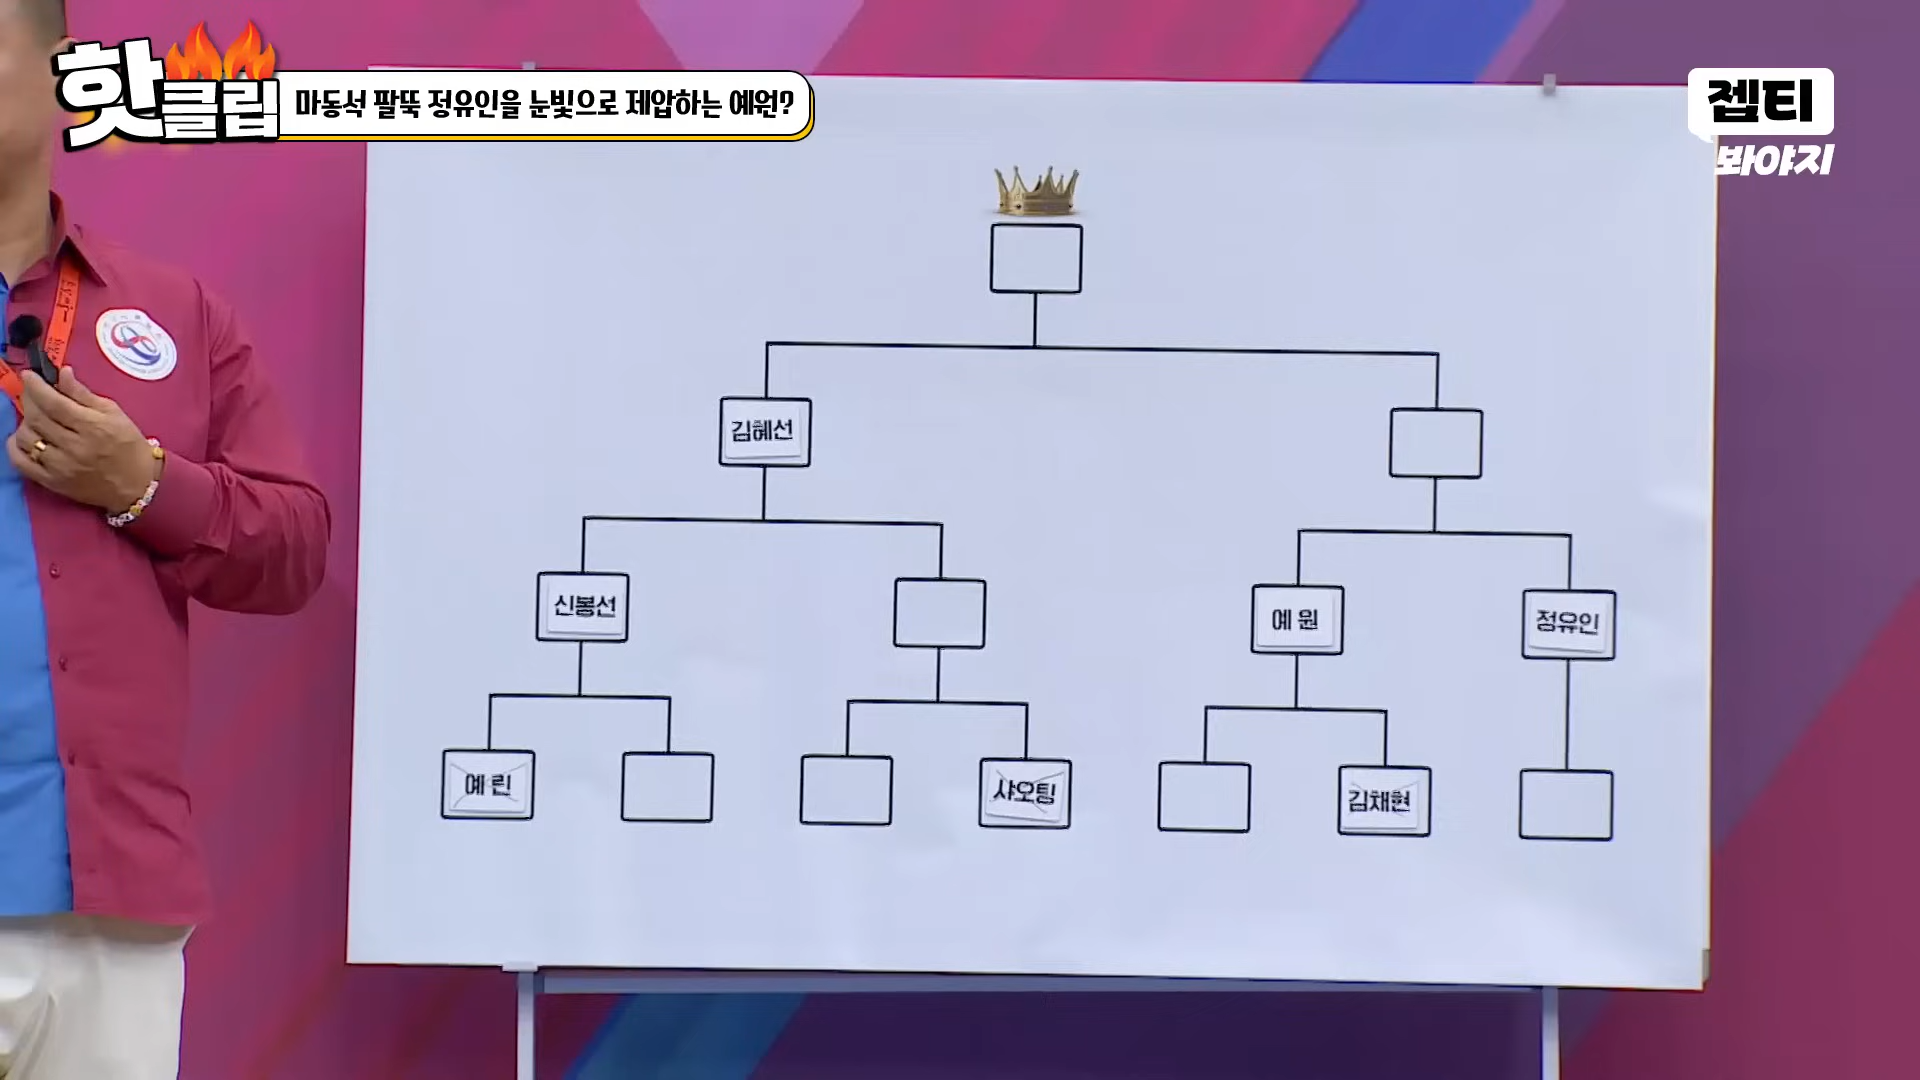 핫클립
마동석 팔뚝 정유인을 눈빛으로 제압하는 예원?
젭티
봐야지
김혜선
신봉선
예 원
정유인
예 린
샤오팅
김채현